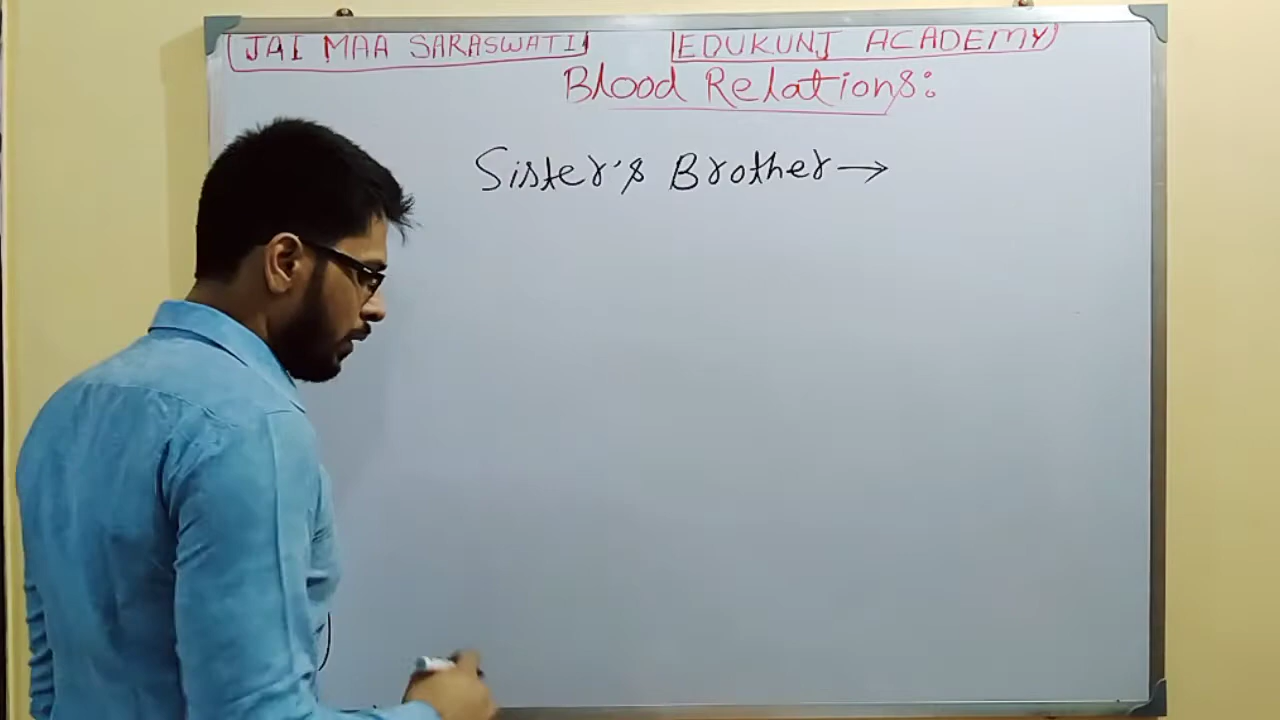 JAI MAA SARASWATI EDUKUNJ ACADEMY
Blood Relations:
Sister's Brother →